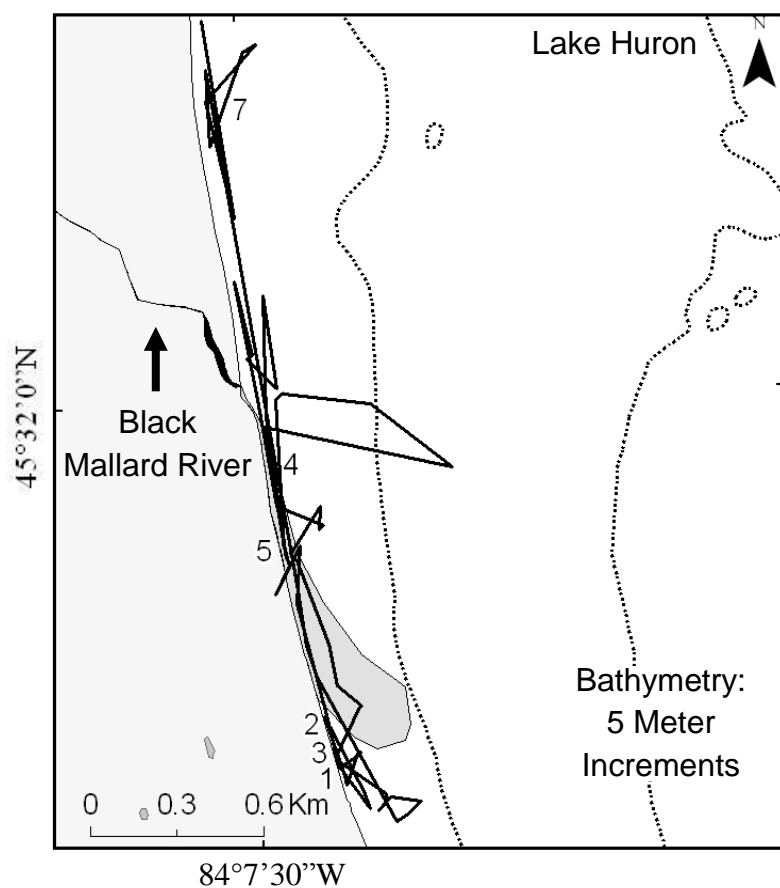 N
Lake Huron
7
45°32'0"N
Black
Mallard River
4
5
Bathymetry:
5 Meter
Increments
2
3
1
0 0.3 0.6 Km
84°7'30"W